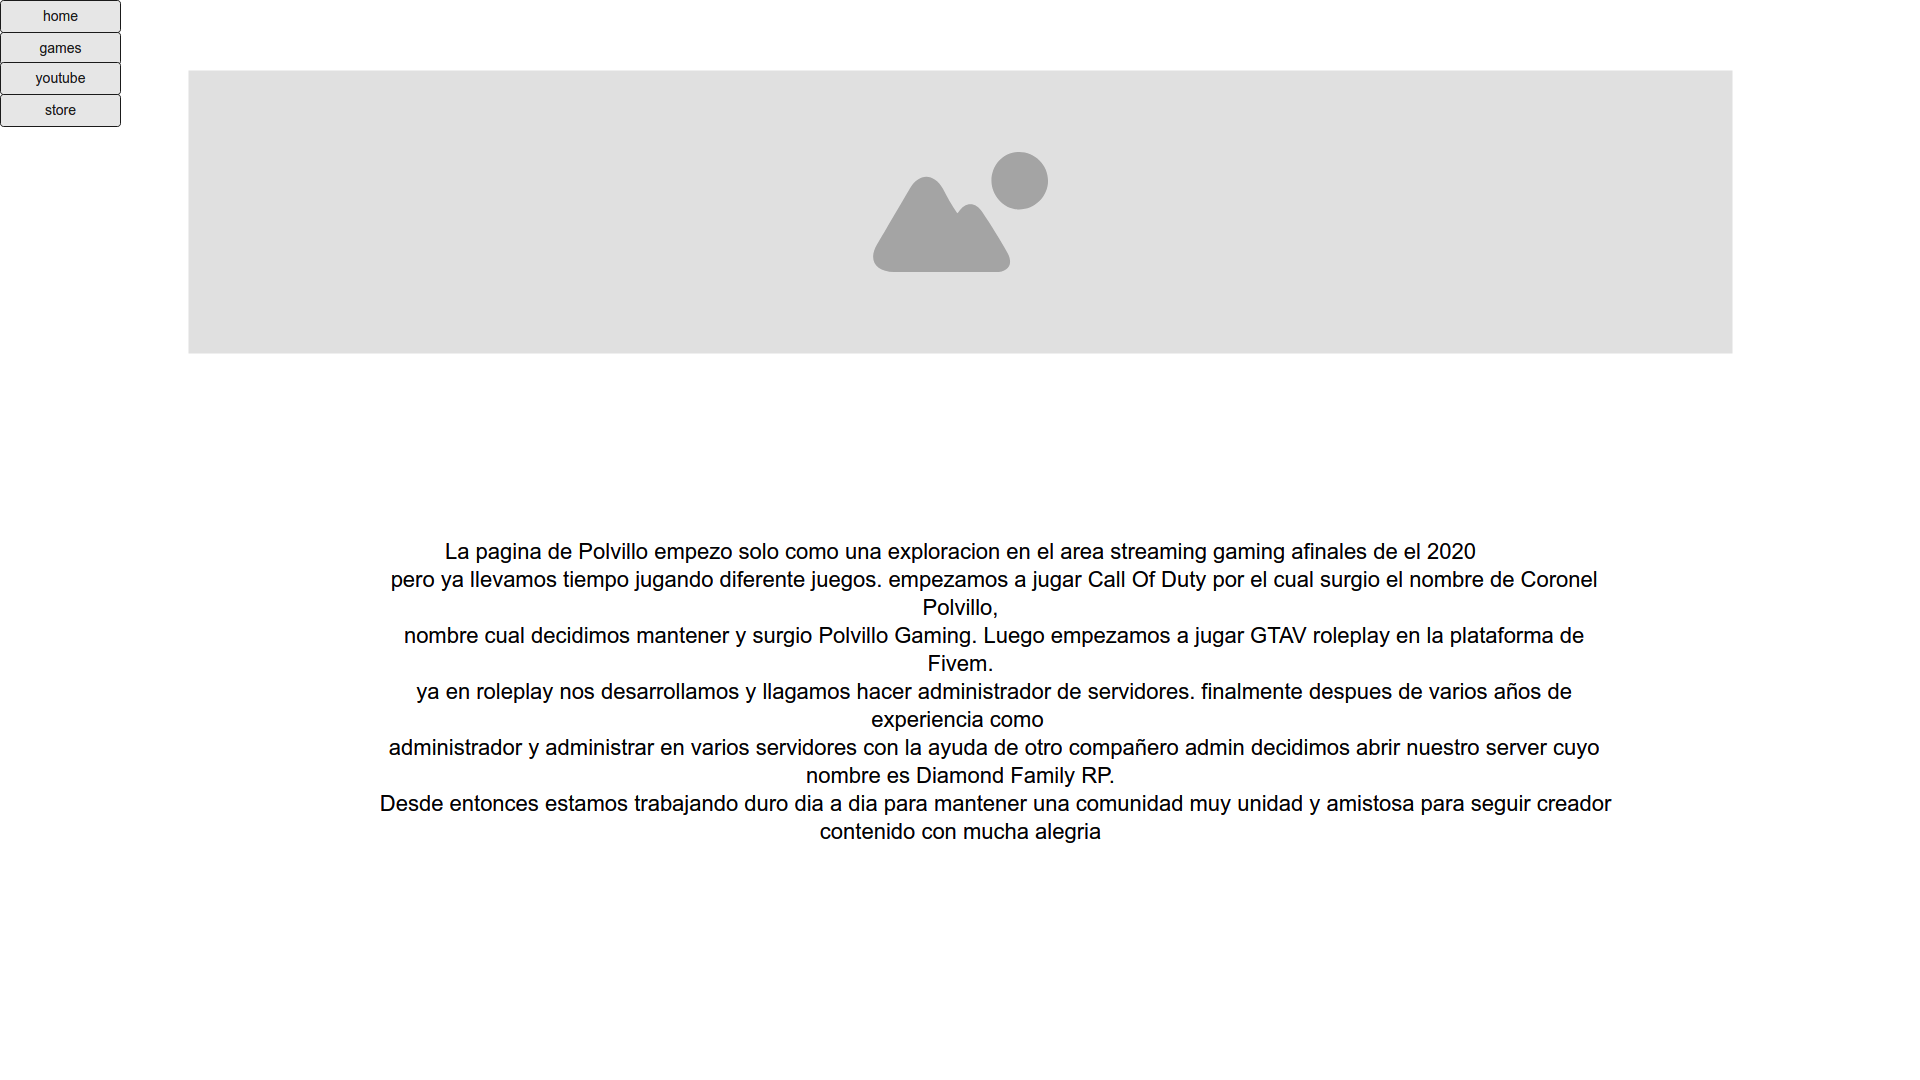 home
games
youtube
store
La pagina de Polvillo empezo solo como una exploracion en el area streaming gaming afinales de el 2020
pero ya llevamos tiempo jugando diferente juegos. empezamos a jugar Call Of Duty por el cual surgio el nombre de Coronel
Polvillo,
nombre cual decidimos mantener y surgio Polvillo Gaming. Luego empezamos a jugar GTAV roleplay en la plataforma de
Fivem.
ya en roleplay nos desarrollamos y llagamos hacer administrador de servidores. finalmente despues de varios años de
experiencia como
administrador y administrar en varios servidores con la ayuda de otro compañero admin decidimos abrir nuestro server cuyo
nombre es Diamond Family RP.
Desde entonces estamos trabajando duro dia a dia para mantener una comunidad muy unidad y amistosa para seguir creador
contenido con mucha alegria